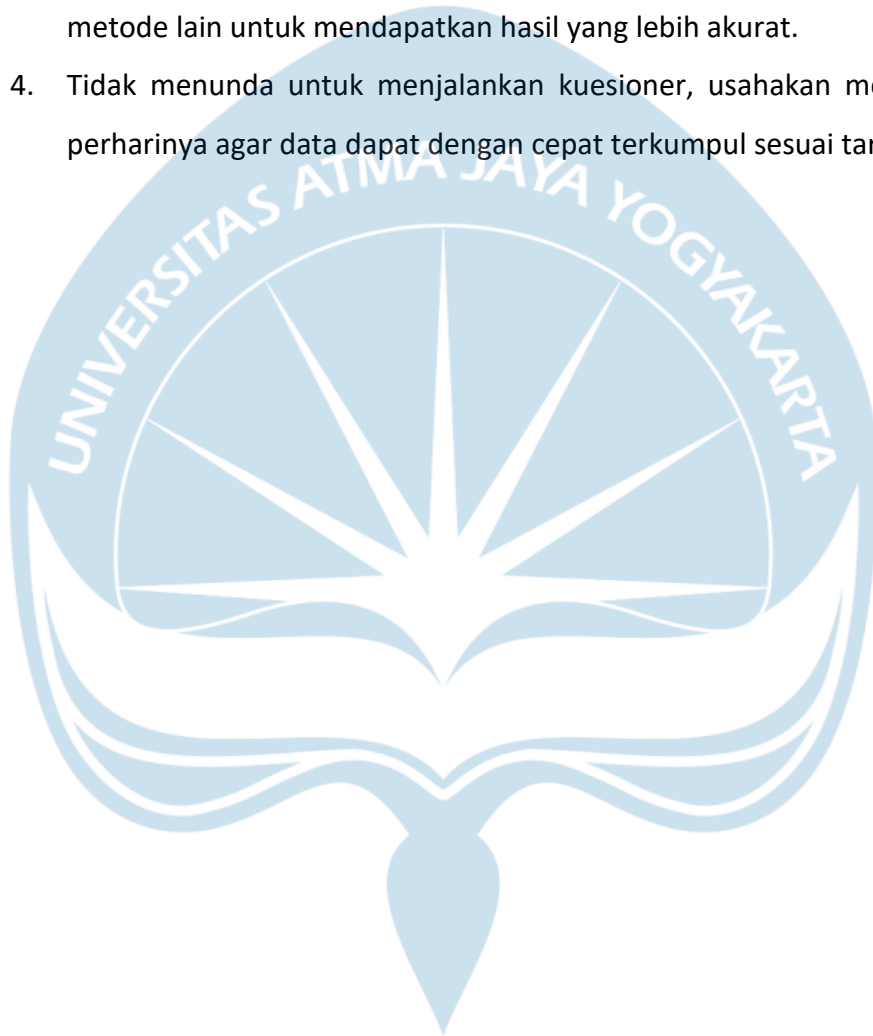 metode lain untuk mendapatkan hasil yang lebih akurat.
4. Tidak menunda untuk menjalankan kuesioner, usahakan
perharinya agar data dapat dengan cepat terkumpul sesuai
UNIVERSITAS ATMA JAYA YOGYAKARTA